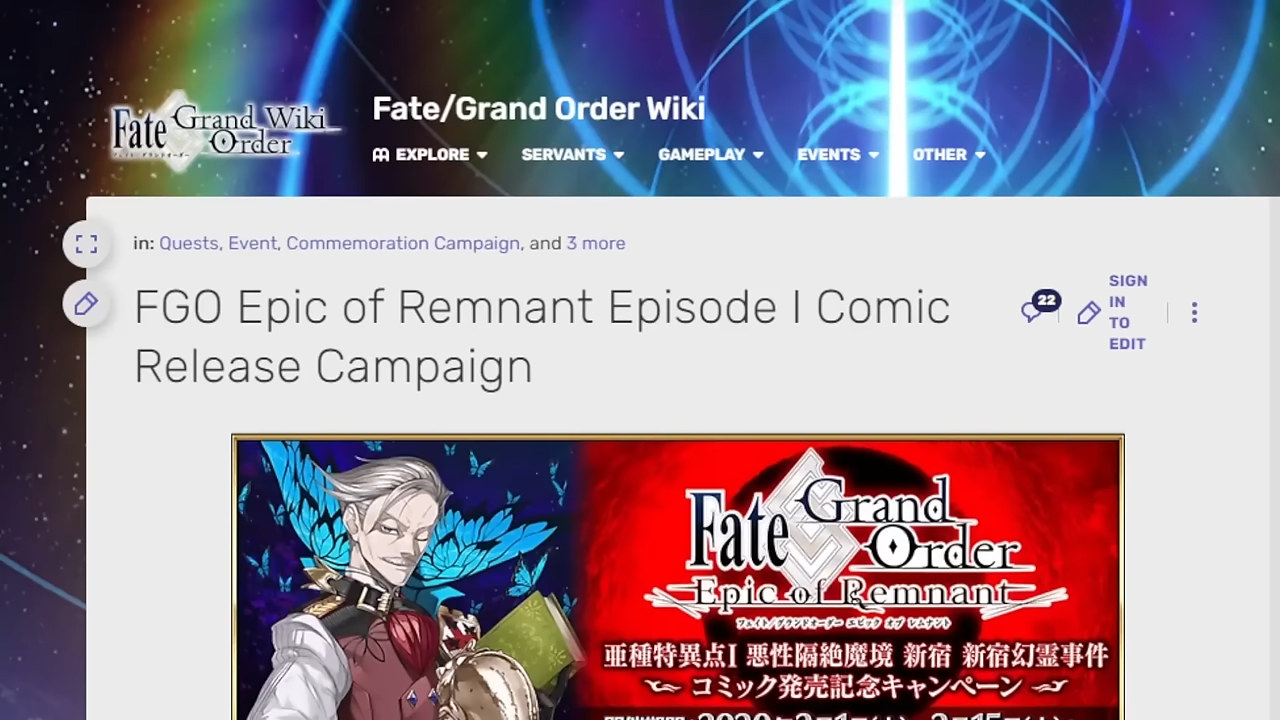 Fate Grand Wiki
Order
Fate/Grand Order Wiki
EXPLORE SERVANTS GAMEPLAY EVENTS OTHER
in: Quests, Event, Commemoration Campaign, and 3 more
FGO Epic of Remnant Episode I Comic
Release Campaign
22
SIGN
IN
TO
EDIT
Fate Grand
Order
Epic of Remnant
フェイト/グランドオーダー エピック オブ レムナント
亜種特異点I 悪性隔絶魔境 新宿 新宿幻霊事件
コミック発売記念キャンペーン